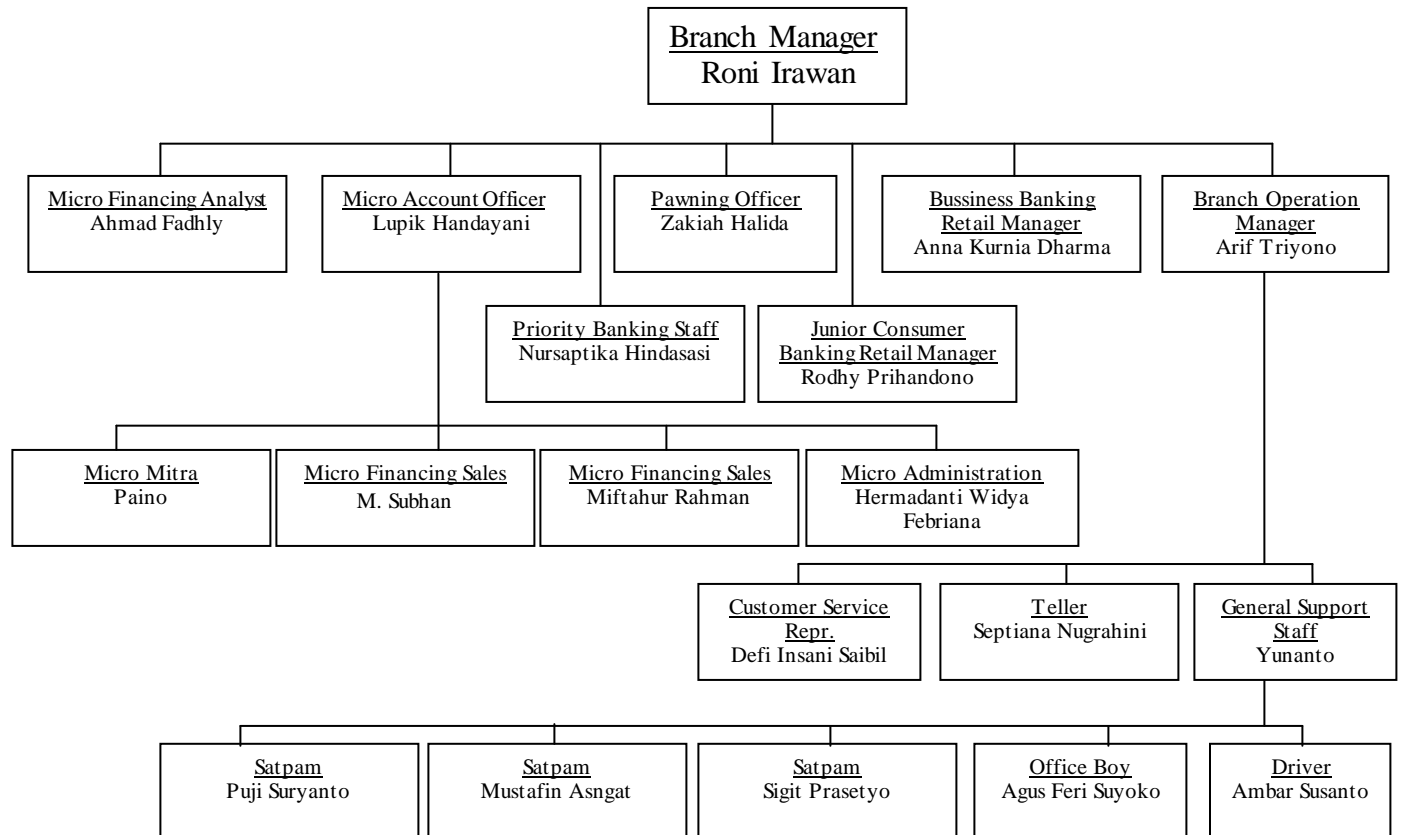 Branch Manager
Roni Irawan
Micro Financing Analyst
Ahmad Fadhly
Micro Account Officer
Lupik Handayani
Pawning Officer
Zakiah Halida
Bussiness Banking
Retail Manager
Anna Kurnia Dharma
Branch Operation
Manager
Arif Triyono
Priority Banking Staff
Nursaptika Hindasasi
Junior Consumer
Banking Retail Manager
Rodhy Prihandono
Micro Mitra
Paino
Micro Financing Sales
M. Subhan
Micro Financing Sales
Miftahur Rahman
Micro Administration
Hermadanti Widya
Febriana
Customer Service
Repr.
Defi Insani Saibil
Teller
Septiana Nugrahini
General Support
Staff
Yunanto
Satpam
Puji Suryanto
Satpam
Mustafin Asngat
Satpam
Sigit Prasetyo
Office Boy
Agus Feri Suyoko
Driver
Ambar Susanto